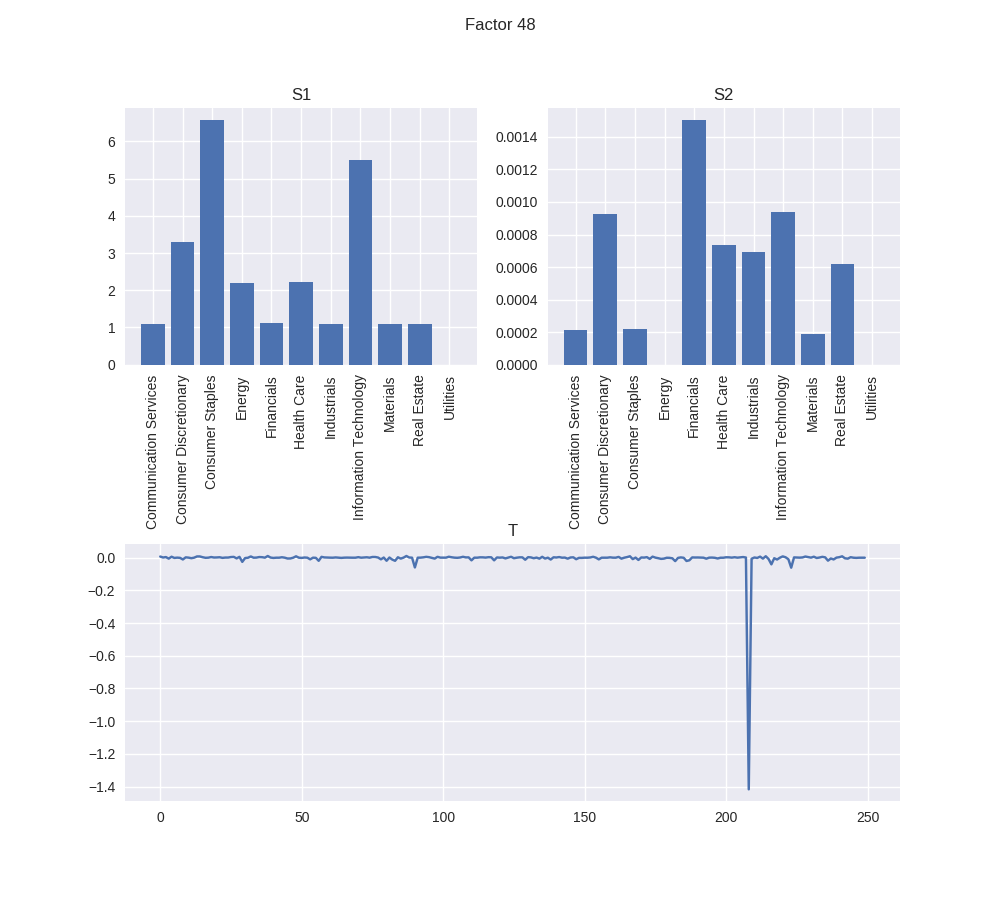 Factor 48
S1
6
5
4
3
2
1
0
Communication Services
Consumer Discretionary
Consumer Staples
Energy
Financials
Health Care
Industrials
Information Technology
Materials
Real Estate
Utilities
S2
0.0014
0.0012
0.0010
0.0008
0.0006
0.0004
0.0002
0.0000
Communication Services
Consumer Discretionary
Consumer Staples
Energy
Financials
Health Care
Industrials
Information Technology
Materials
Real Estate
Utilities
T
0.0
−0.2
−0.4
−0.6
−0.8
−1.0
−1.2
−1.4
0
50
100
150
200
250